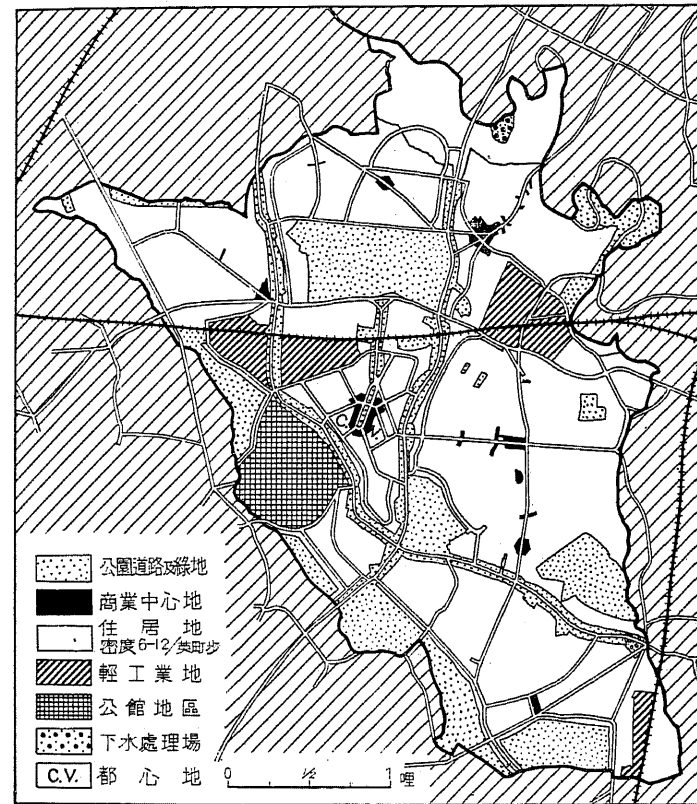 C.V.
公園道路及綠地
商業中心地
住居地
密度6-12/英町步
輕工業地
公館地區
下水處理場
C.V. 都心地
0 1/2 1 哩